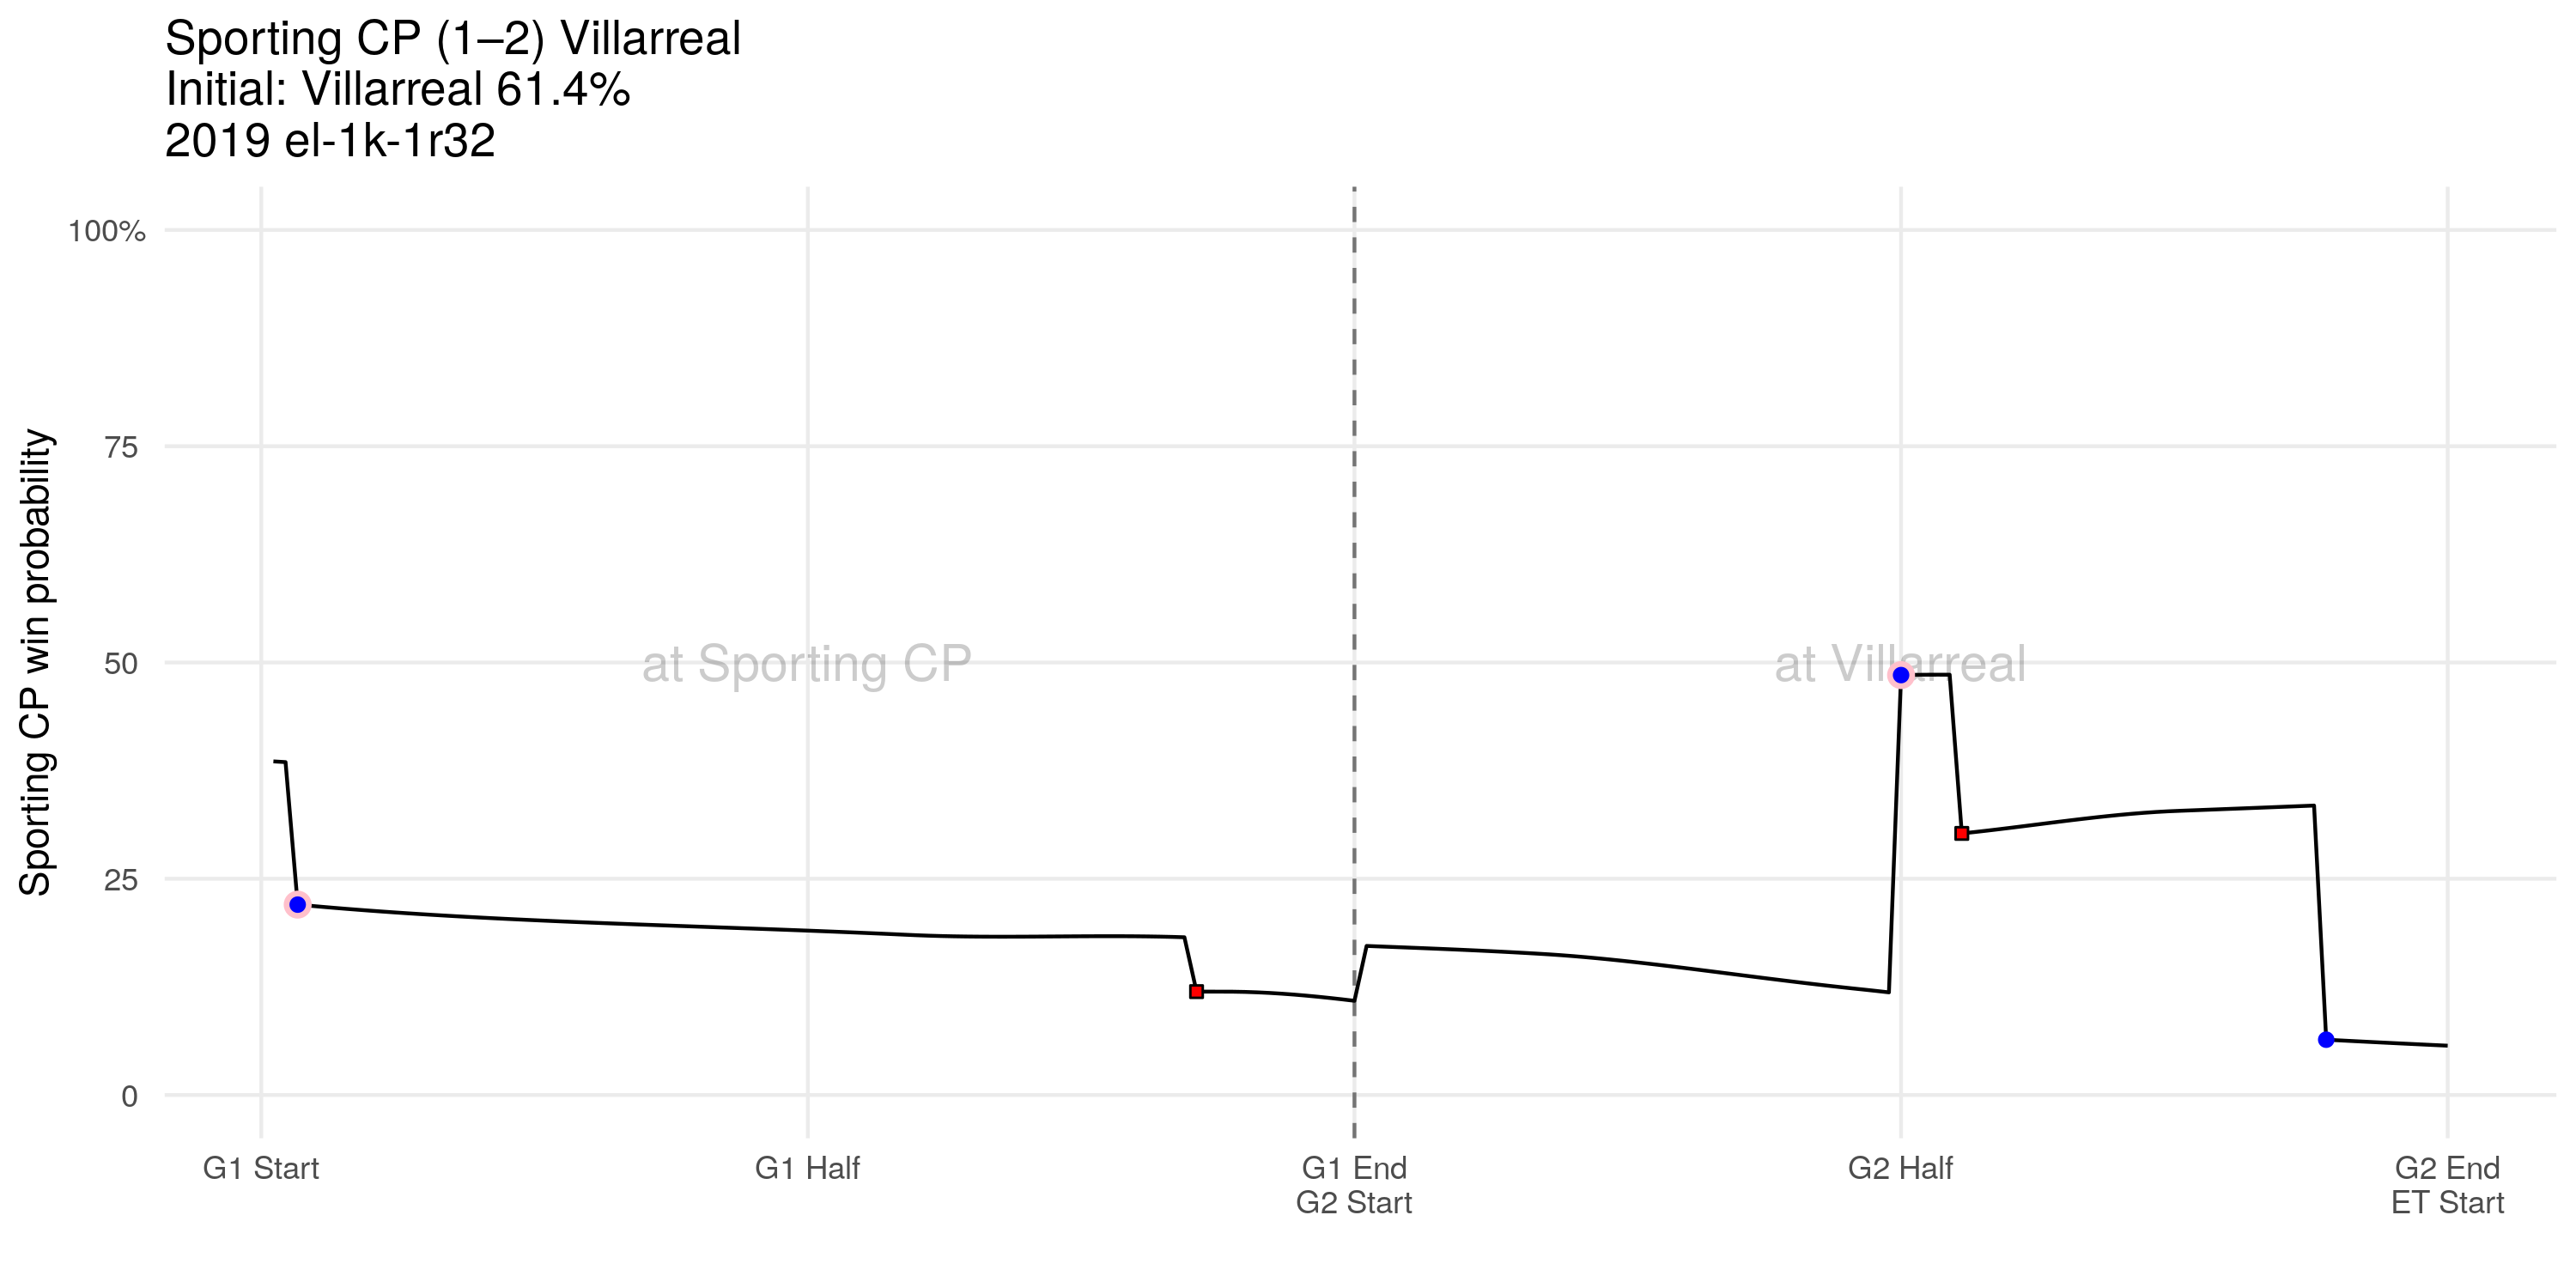 Sporting CP (1–2) Villarreal
Initial: Villarreal 61.4%
2019 el-1k-1r32
Sporting CP win probability
100%
75
50
25
0
at Sporting CP
at Villarreal
G1 Start
G1 Half
G1 End
G2 Start
G2 Half
G2 End
ET Start